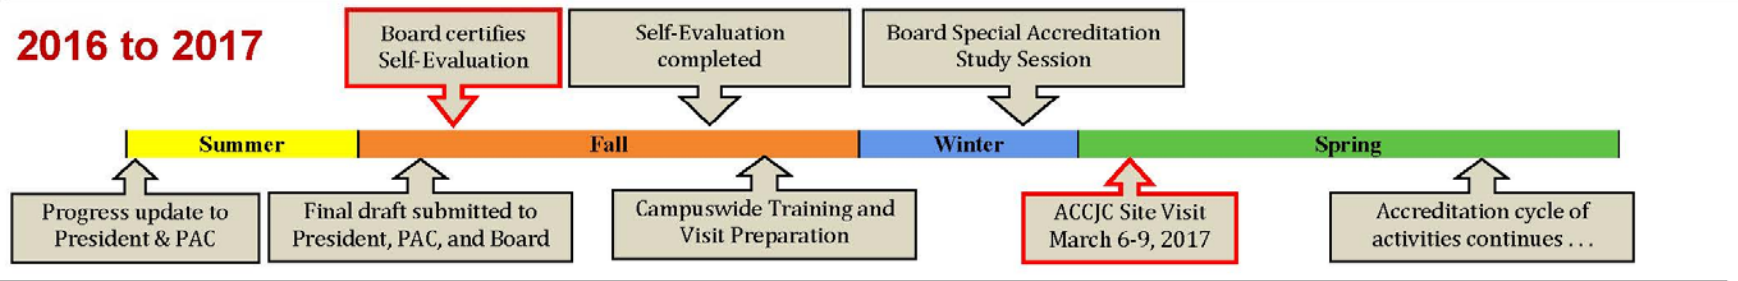 2016 to 2017
Board certifies
Self-Evaluation
Self-Evaluation
completed
Board Special Accreditation
Study Session
Summer
Fall
Winter
Spring
Progress update to
President & PAC
Final draft submitted to
President, PAC, and Board
Campuswide Training and
Visit Preparation
ACCJC Site Visit
March 6-9, 2017
Accreditation cycle of
activities continues . . .